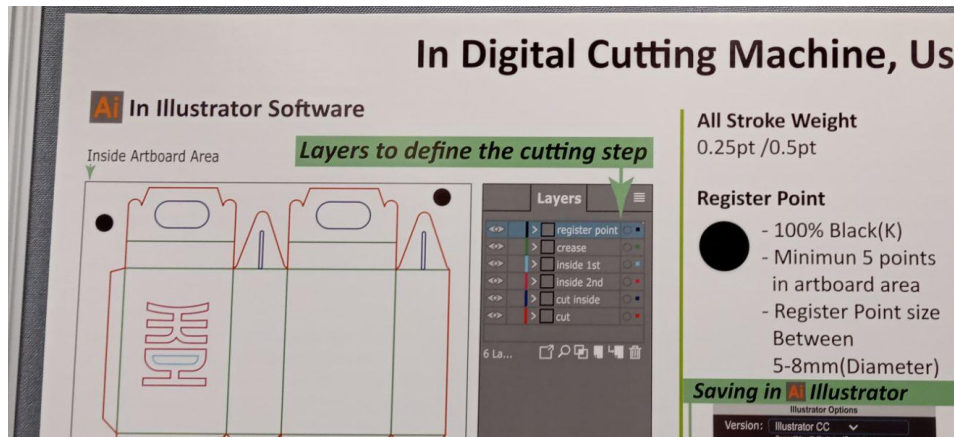 In Digital Cutting Machine, Us
Ai In Illustrator Software
Inside Artboard Area
Layers to define the cutting step
Layers
register point
crease
inside 1st
inside 2nd
cut inside
cut
6 La...
All Stroke Weight
0.25pt /0.5pt
Register Point
- 100% Black(K)
- Minimun 5 points
in artboard area
- Register Point size
Between
5-8mm(Diameter)
Saving in Ai Illustrator
Illustrator Options
Version: Illustrator CC